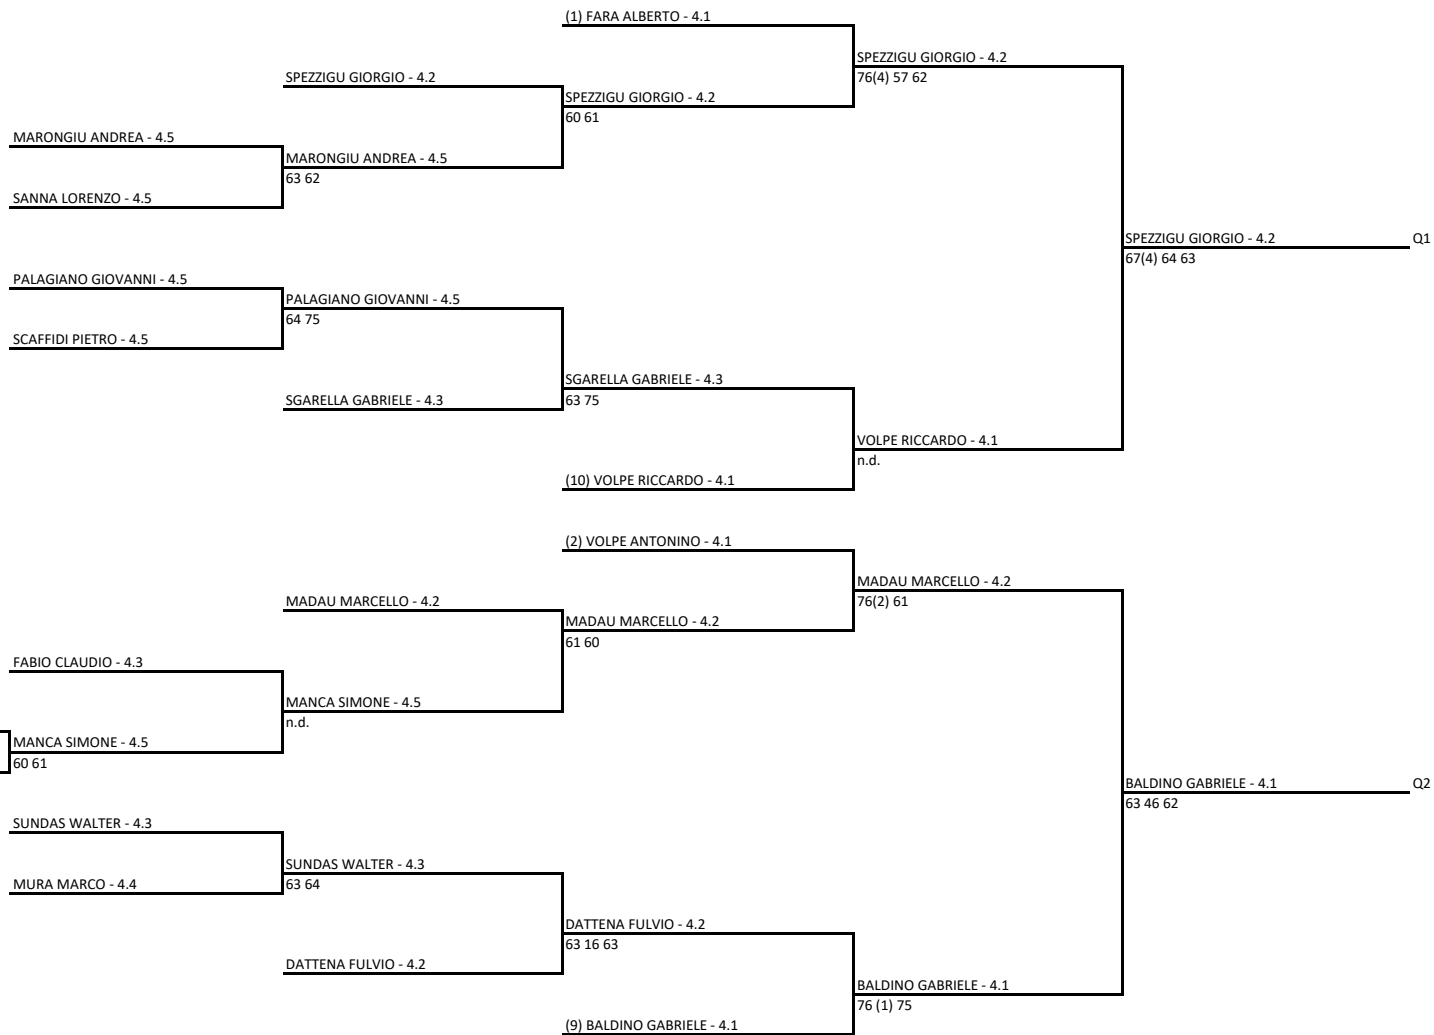 (1) FARA ALBERTO - 4.1
SPEZZIGU GIORGIO - 4.2
76(4) 57 62
SPEZZIGU GIORGIO - 4.2
SPEZZIGU GIORGIO - 4.2
60 61
MARONGIU ANDREA - 4.5
MARONGIU ANDREA - 4.5
63 62
SANNA LORENZO - 4.5
SPEZZIGU GIORGIO - 4.2
Q1
67(4) 64 63
PALAGIANO GIOVANNI - 4.5
PALAGIANO GIOVANNI - 4.5
64 75
SCAFFIDI PIETRO - 4.5
SGARELLA GABRIELE - 4.3
63 75
SGARELLA GABRIELE - 4.3
VOLPE RICCARDO - 4.1
n.d.
(10) VOLPE RICCARDO - 4.1
(2) VOLPE ANTONINO - 4.1
MADAU MARCELLO - 4.2
76(2) 61
MADAU MARCELLO - 4.2
MADAU MARCELLO - 4.2
61 60
FABIO CLAUDIO - 4.3
MANCA SIMONE - 4.5
n.d.
MANCA SIMONE - 4.5
60 61
BALDINO GABRIELE - 4.1
Q2
63 46 62
SUNDAS WALTER - 4.3
SUNDAS WALTER - 4.3
63 64
MURA MARCO - 4.4
DATTENA FULVIO - 4.2
63 16 63
DATTENA FULVIO - 4.2
BALDINO GABRIELE - 4.1
76 (1) 75
(9) BALDINO GABRIELE - 4.1